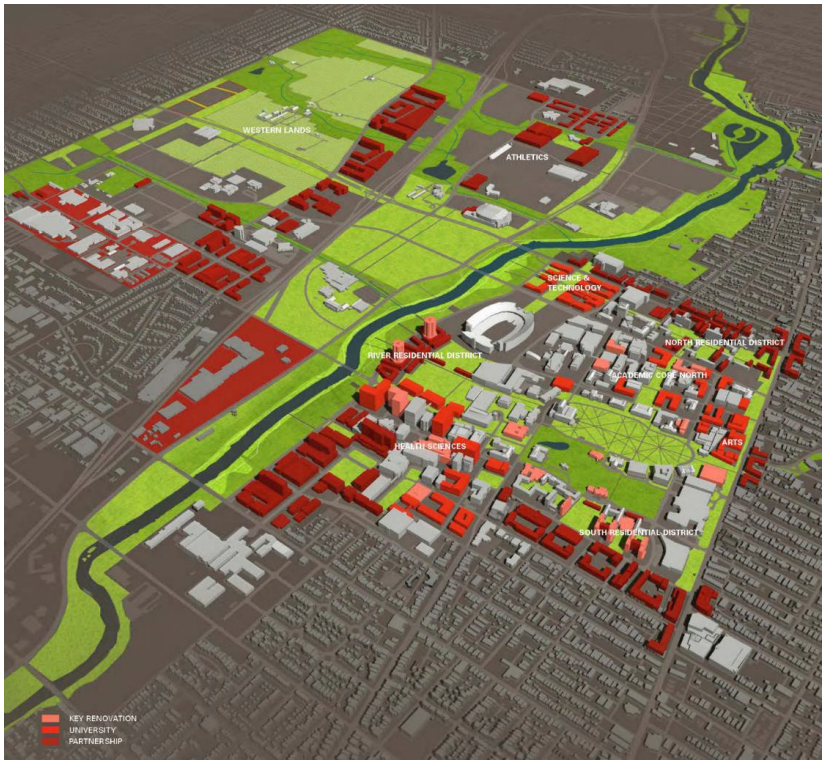 WESTERN LANDS
ATHLETICS
SCIENCE &
TECHNOLOGY
NORTH RESIDENTIAL DISTRICT
RIVER RESIDENTIAL DISTRICT
ACADEMIC CORE NORTH
ARTS
HEALTH SCIENCES
SOUTH RESIDENTIAL DISTRICT
KEY RENOVATION
UNIVERSITY
PARTNERSHIP